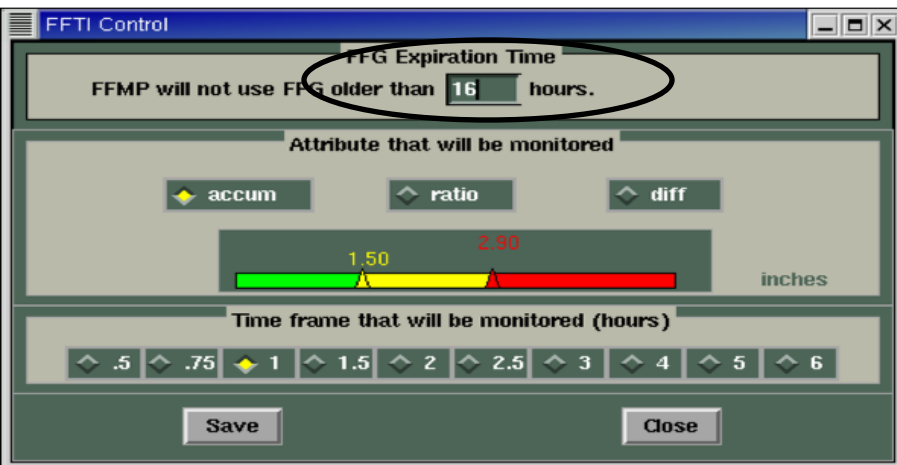 FFTI Control
FFG Expiration Time
FFMP will not use FFG older than 16 hours.
Attribute that will be monitored
accum ratio diff
1.50 2.90
inches
Time frame that will be monitored (hours)
.5 .75 1 1.5 2 2.5 3 4 5 6
Save Close